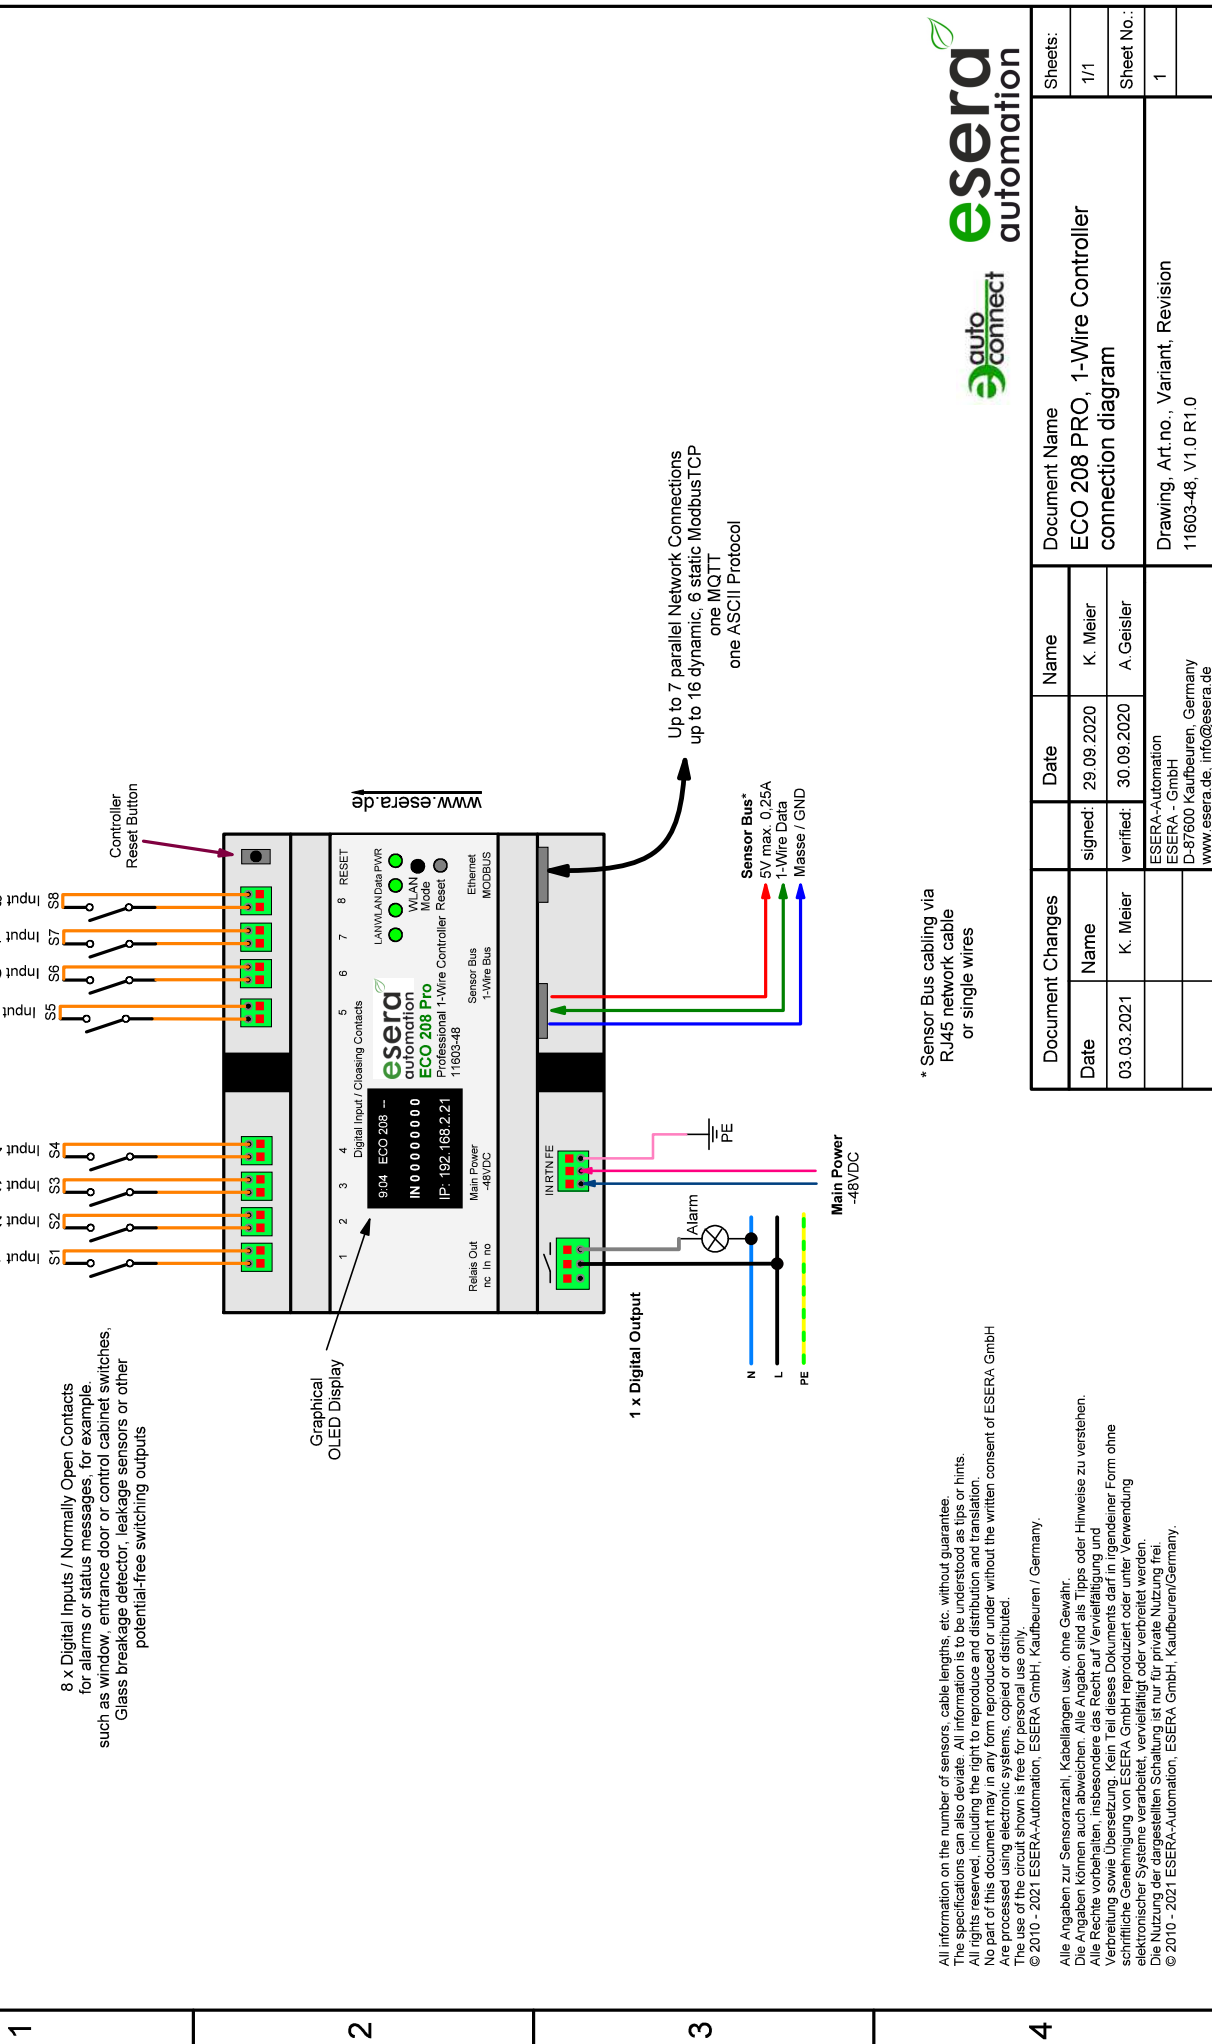 Input
S1
Input
S2
Input
S3
Input
S4
Input
S5
Input
S6
Input
S7
Input
S8
8 x Digital Inputs / Normally Open Contacts
for alarms or status messages, for example.
such as window, entrance door or control cabinet switches,
Glass breakage detector, leakage sensors or other
potential-free switching outputs
Controller
Reset Button
Graphical
OLED Display
1
2
3
4
5
6
7
8
RESET
Digital Input / Cloasing Contacts
9:04 ECO 208 --
IN 0 0 0 0 0 0 0 0
IP: 192.168.2.21
esera
automation
ECO 208 Pro
Professional 1-Wire Controller
11603-48
LAN WLAN Data PWR
WLAN
Mode
Reset
Relais Out
nc In no
Main Power
-48VDC
Sensor Bus
1-Wire Bus
Ethernet
MODBUS
www.esera.de
IN RTN FE
1 x Digital Output
Alarm
N
L
PE
PE
Main Power
-48VDC
Sensor Bus*
5V max. 0,25A
1-Wire Data
Masse / GND
Up to 7 parallel Network Connections
up to 16 dynamic, 6 static ModbusTCP
one MQTT
one ASCII Protocol
* Sensor Bus cabling via
RJ45 network cable
or single wires
auto
connect
esera
automation
All information on the number of sensors, cable lengths, etc. without guarantee.
The specifications can also deviate. All information is to be understood as tips or hints.
All rights reserved, including the right to reproduce and distribution and translation.
No part of this document may in any form reproduced or under without the written consent of ESERA GmbH
Are processed using electronic systems, copied or distributed.
The use of the circuit shown is free for personal use only.
© 2010 - 2021 ESERA-Automation, ESERA GmbH, Kaufbeuren / Germany.
Alle Angaben zur Sensoranzahl, Kabellängen usw. ohne Gewähr.
Die Angaben können auch abweichen. Alle Angaben sind als Tipps oder Hinweise zu verstehen.
Alle Rechte vorbehalten, insbesondere das Recht auf Vervielfältigung und
Verbreitung sowie Übersetzung. Kein Teil dieses Dokuments darf in irgendeiner Form ohne
schriftliche Genehmigung von ESERA GmbH reproduziert oder unter Verwendung
elektronischer Systeme verarbeitet, vervielfältigt oder verbreitet werden.
Die Nutzung der dargestellten Schaltung ist nur für private Nutzung frei.
© 2010 - 2021 ESERA-Automation, ESERA GmbH, Kaufbeuren/Germany.
Document Changes
Date
Name
03.03.2021
K. Meier
Date
Name
signed:
29.09.2020
K. Meier
verified:
30.09.2020
A.Geisler
ESERA-Automation
ESERA - GmbH
D-87600 Kaufbeuren, Germany
www.esera.de, info@esera.de
Document Name
ECO 208 PRO, 1-Wire Controller
connection diagram
Drawing, Art.no., Variant, Revision
11603-48, V1.0 R1.0
Sheets:
1/1
Sheet No.:
1
1
2
3
4